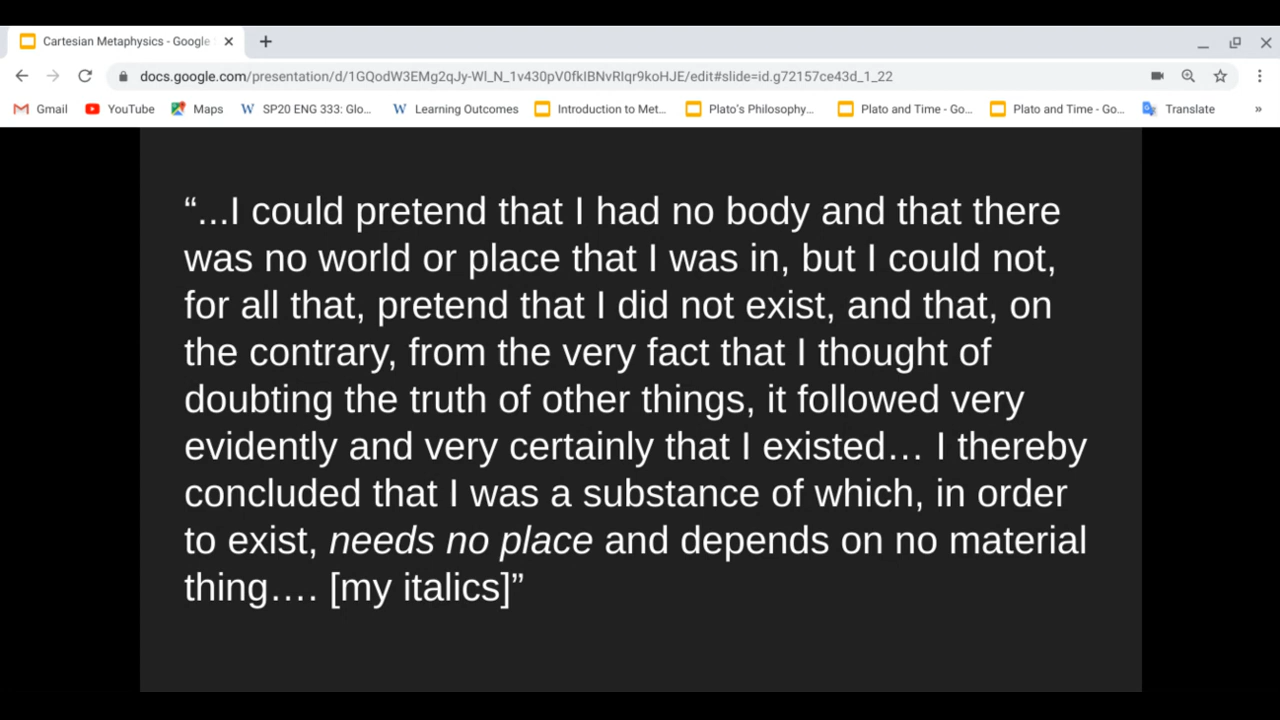 Cartesian Metaphysics - Google
docs.google.com/presentation/d/1GQodW3EMg2qJy-Wl_N_1v430pV0fkIBNvRIqr9koHJE/edit#slide=id.g72157ce43d_1_22
Gmail YouTube Maps SP20 ENG 333: Glo... Learning Outcomes Introduction to Met... Plato's Philosophy... Plato and Time - Go... Plato and Time - Go... Translate »
“...I could pretend that I had no body and that there
was no world or place that I was in, but I could not,
for all that, pretend that I did not exist, and that, on
the contrary, from the very fact that I thought of
doubting the truth of other things, it followed very
evidently and very certainly that I existed… I thereby
concluded that I was a substance of which, in order
to exist, needs no place and depends on no material
thing…. [my italics]”